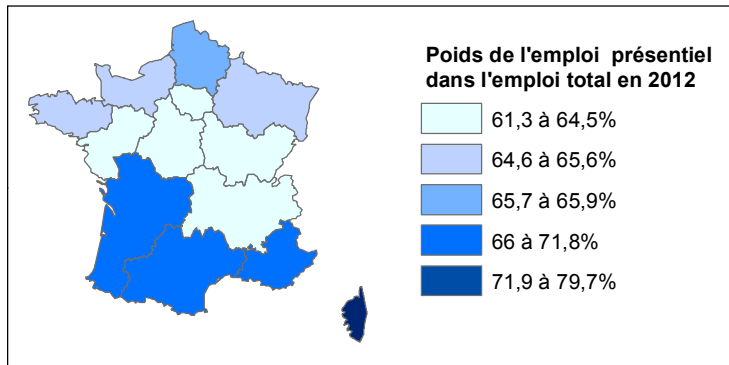 Poids de l'emploi présentiel
dans l'emploi total en 2012
61,3 à 64,5%
64,6 à 65,6%
65,7 à 65,9%
66 à 71,8%
71,9 à 79,7%